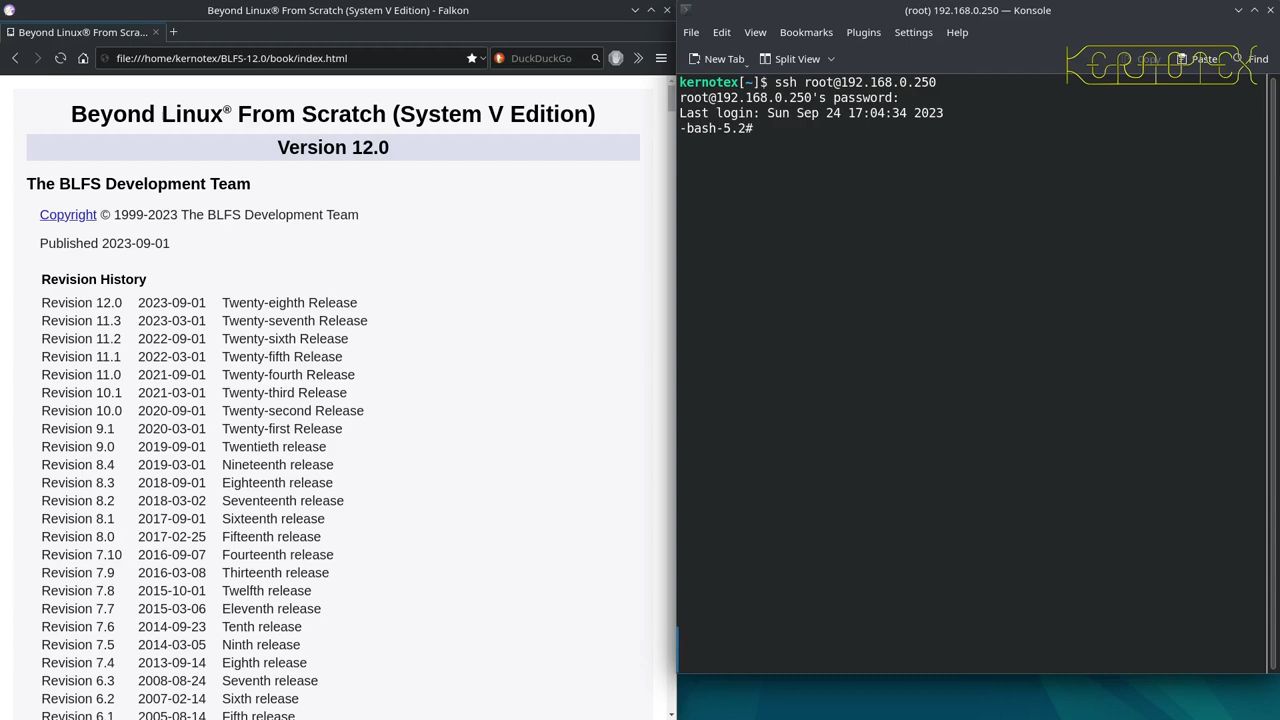 Beyond Linux® From Scratch (System V Edition) - Falkon
Beyond Linux® From Scra...
file:///home/kernotex/BLFS-12.0/book/index.html
DuckDuckGo
Beyond Linux® From Scratch (System V Edition)
Version 12.0
The BLFS Development Team
Copyright © 1999-2023 The BLFS Development Team
Published 2023-09-01
Revision History
Revision 12.0 2023-09-01 Twenty-eighth Release
Revision 11.3 2023-03-01 Twenty-seventh Release
Revision 11.2 2022-09-01 Twenty-sixth Release
Revision 11.1 2022-03-01 Twenty-fifth Release
Revision 11.0 2021-09-01 Twenty-fourth Release
Revision 10.1 2021-03-01 Twenty-third Release
Revision 10.0 2020-09-01 Twenty-second Release
Revision 9.1 2020-03-01 Twenty-first Release
Revision 9.0 2019-09-01 Twentieth release
Revision 8.4 2019-03-01 Nineteenth release
Revision 8.3 2018-09-01 Eighteenth release
Revision 8.2 2018-03-02 Seventeenth release
Revision 8.1 2017-09-01 Sixteenth release
Revision 8.0 2017-02-25 Fifteenth release
Revision 7.10 2016-09-07 Fourteenth release
Revision 7.9 2016-03-08 Thirteenth release
Revision 7.8 2015-10-01 Twelfth release
Revision 7.7 2015-03-06 Eleventh release
Revision 7.6 2014-09-23 Tenth release
Revision 7.5 2014-03-05 Ninth release
Revision 7.4 2013-09-14 Eighth release
Revision 6.3 2008-08-24 Seventh release
Revision 6.2 2007-02-14 Sixth release
Revision 6.1 2005-08-14 Fifth release
(root) 192.168.0.250 — Konsole
File Edit View Bookmarks Plugins Settings Help
New Tab Split View Copy Paste Find
KERNOTEX
kernotex[~]$ ssh root@192.168.0.250
root@192.168.0.250's password:
Last login: Sun Sep 24 17:04:34 2023
-bash-5.2#